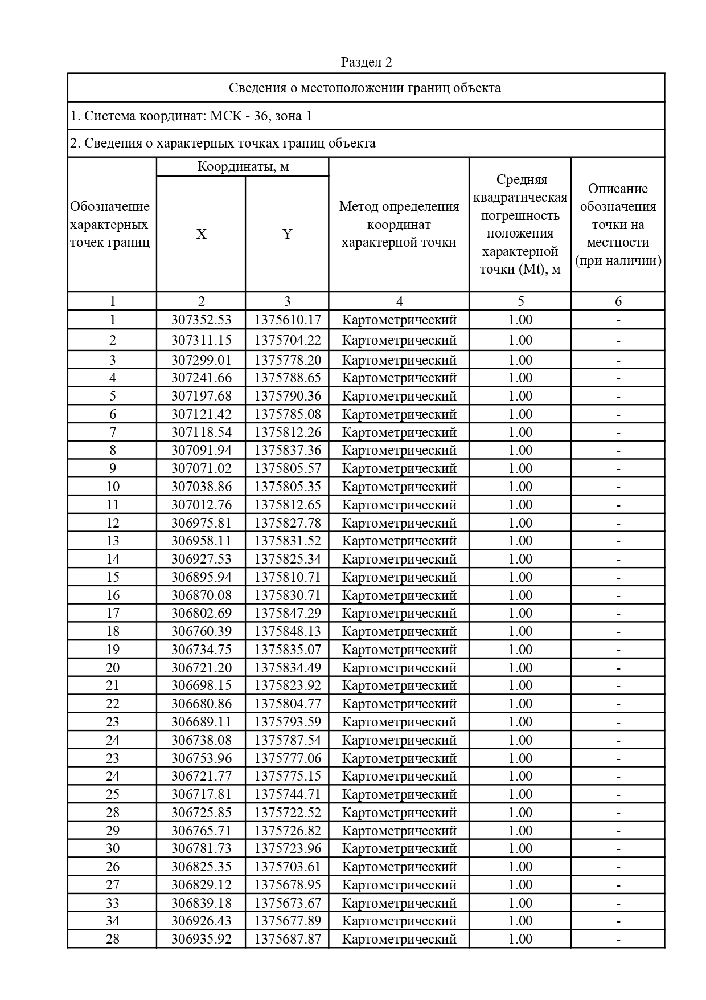 Раздел 2
Сведения о местоположении границ объекта
1. Система координат: МСК - 36, зона 1
2. Сведения о характерных точках границ объекта
Обозначение
характерных
точек границ
Координаты, м
X
Y
Метод определения
координат
характерной точки
Средняя
квадратическая
погрешность
положения
характерной
точки (Mt), м
Описание
обозначения
точки на
местности
(при наличии)
1 2 3 4 5 6
1 307352.53 1375610.17 Картометрический 1.00 -
2 307311.15 1375704.22 Картометрический 1.00 -
3 307299.01 1375778.20 Картометрический 1.00 -
4 307241.66 1375788.65 Картометрический 1.00 -
5 307197.68 1375790.36 Картометрический 1.00 -
6 307121.42 1375785.08 Картометрический 1.00 -
7 307118.54 1375812.26 Картометрический 1.00 -
8 307091.94 1375837.36 Картометрический 1.00 -
9 307071.02 1375805.57 Картометрический 1.00 -
10 307038.86 1375805.35 Картометрический 1.00 -
11 307012.76 1375812.65 Картометрический 1.00 -
12 306975.81 1375827.78 Картометрический 1.00 -
13 306958.11 1375831.52 Картометрический 1.00 -
14 306927.53 1375825.34 Картометрический 1.00 -
15 306895.94 1375810.71 Картометрический 1.00 -
16 306870.08 1375830.71 Картометрический 1.00 -
17 306802.69 1375847.29 Картометрический 1.00 -
18 306760.39 1375848.13 Картометрический 1.00 -
19 306734.75 1375835.07 Картометрический 1.00 -
20 306721.20 1375834.49 Картометрический 1.00 -
21 306698.15 1375823.92 Картометрический 1.00 -
22 306680.86 1375804.77 Картометрический 1.00 -
23 306689.11 1375793.59 Картометрический 1.00 -
24 306738.08 1375787.54 Картометрический 1.00 -
23 306753.96 1375777.06 Картометрический 1.00 -
24 306721.77 1375775.15 Картометрический 1.00 -
25 306717.81 1375744.71 Картометрический 1.00 -
28 306725.85 1375722.52 Картометрический 1.00 -
29 306765.71 1375726.82 Картометрический 1.00 -
30 306781.73 1375723.96 Картометрический 1.00 -
26 306825.35 1375703.61 Картометрический 1.00 -
27 306829.12 1375678.95 Картометрический 1.00 -
33 306839.18 1375673.67 Картометрический 1.00 -
34 306926.43 1375677.89 Картометрический 1.00 -
28 306935.92 1375687.87 Картометрический 1.00 -